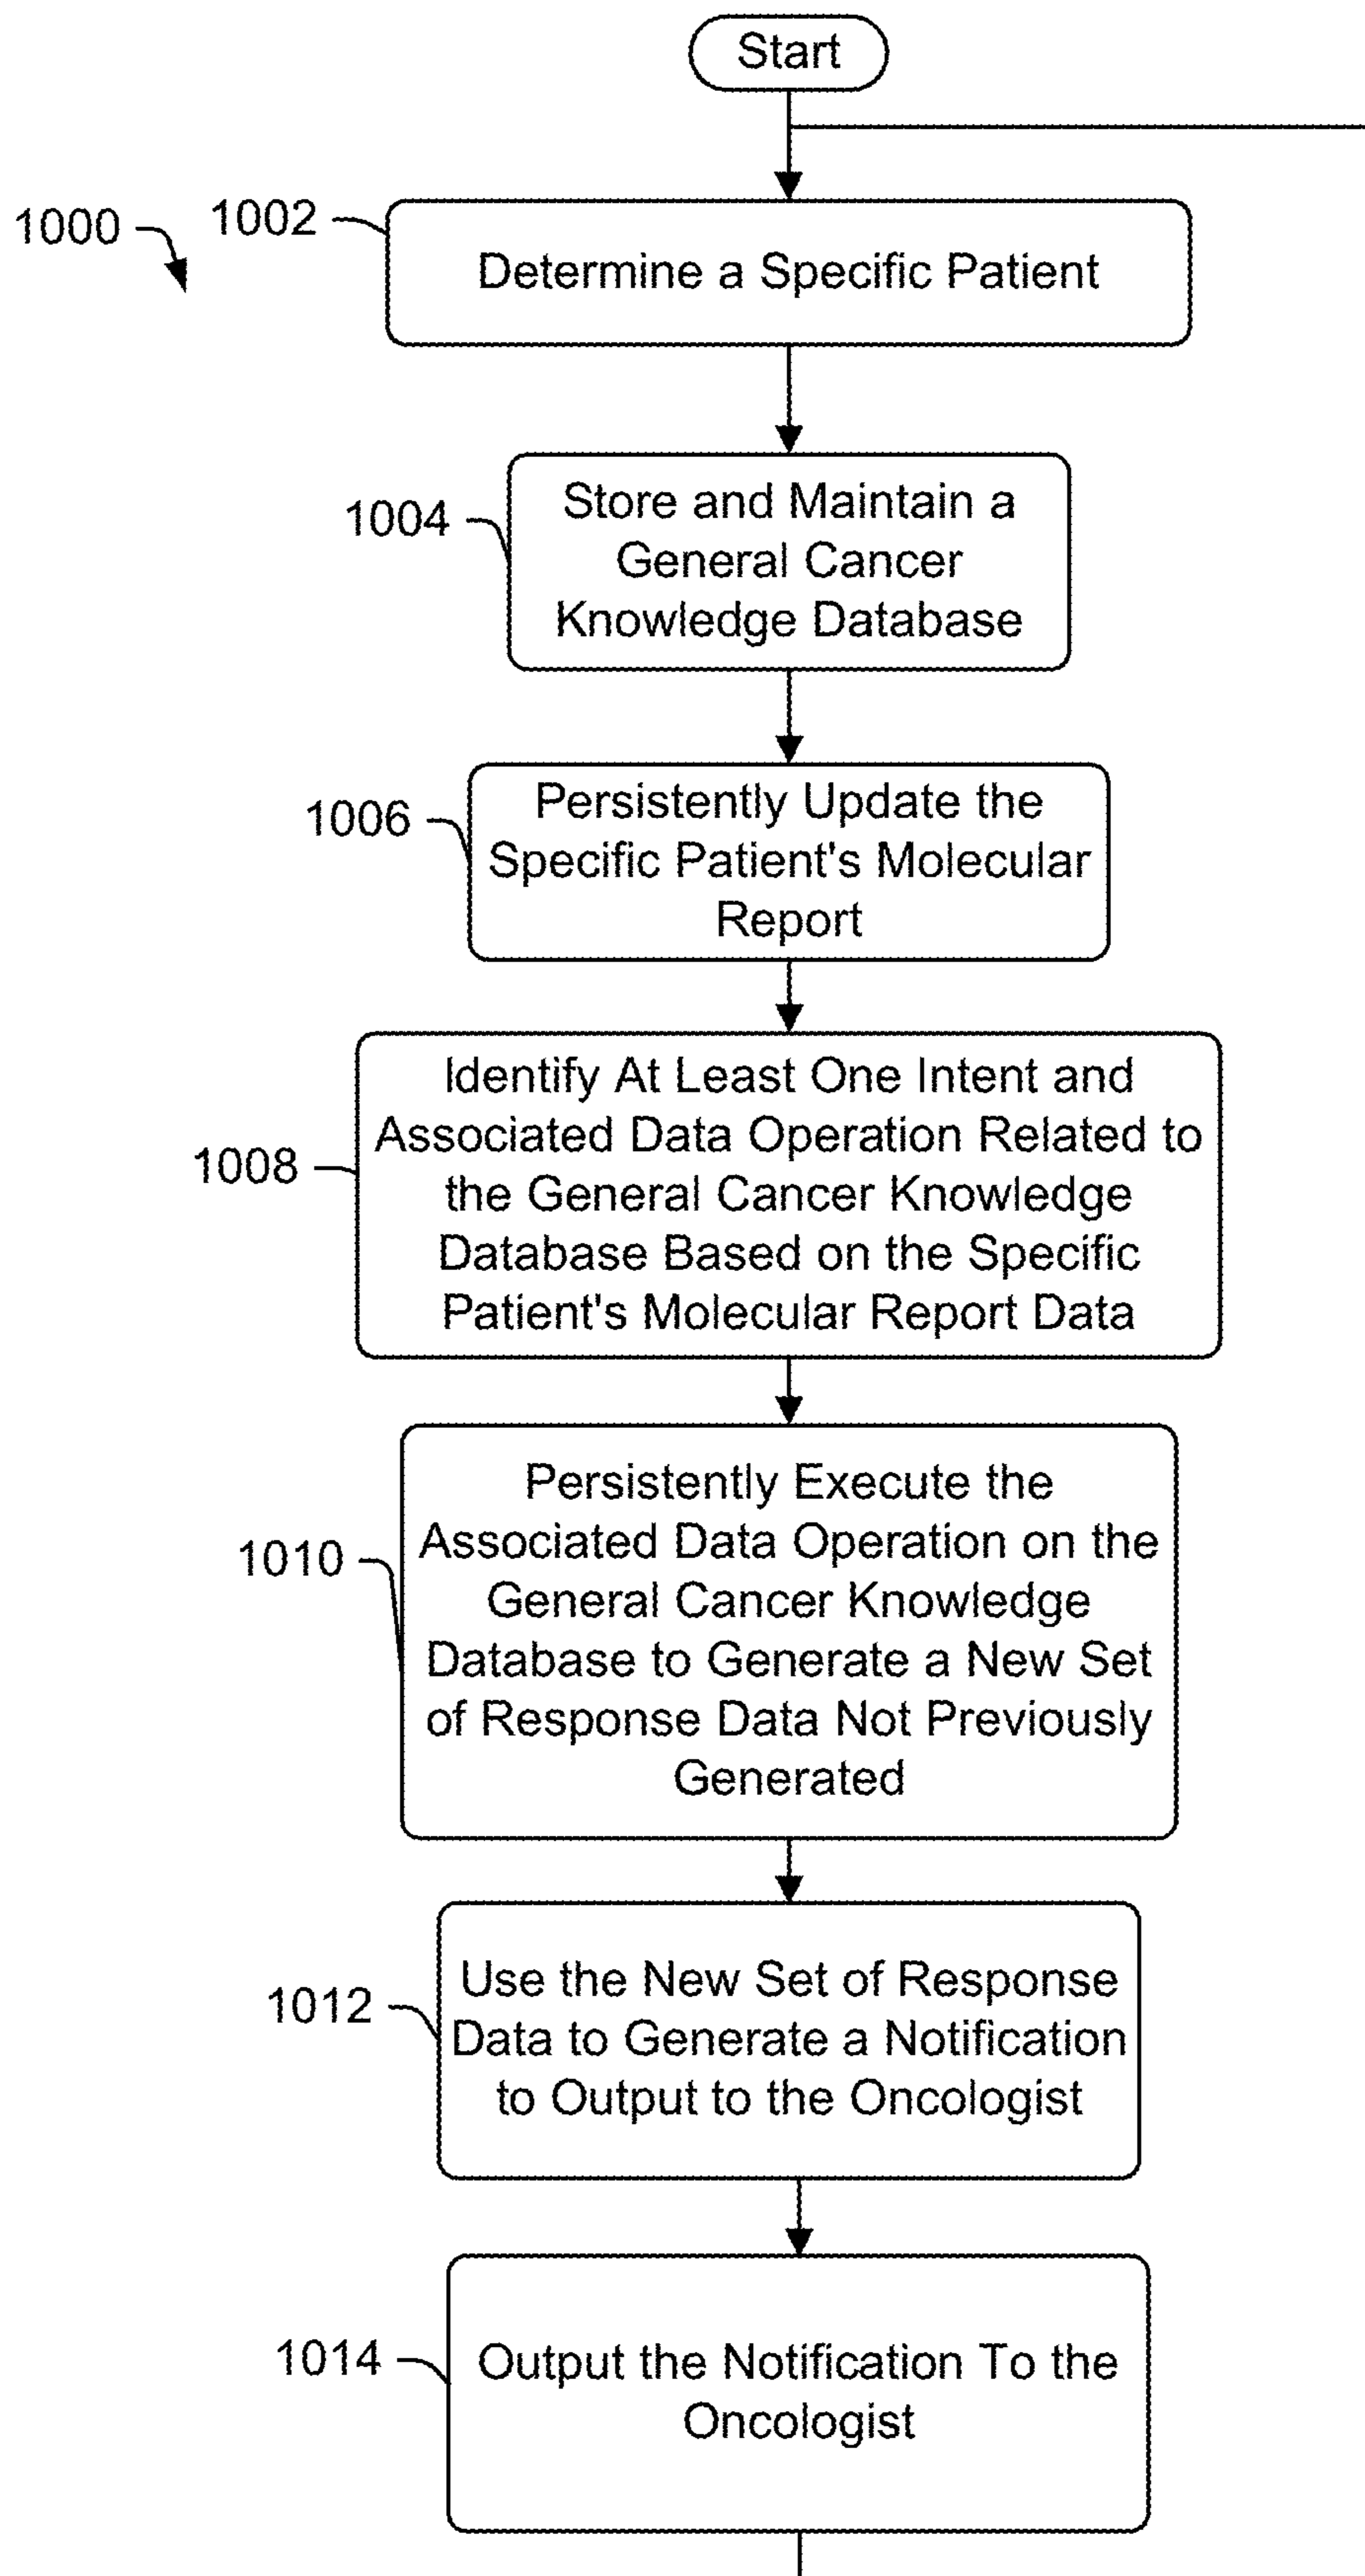 Start
1000
1002
Determine a Specific Patient
1004
Store and Maintain a
General Cancer
Knowledge Database
1006
Persistently Update the
Specific Patient's Molecular
Report
1008
Identify At Least One Intent and
Associated Data Operation Related to
the General Cancer Knowledge
Database Based on the Specific
Patient's Molecular Report Data
1010
Persistently Execute the
Associated Data Operation on the
General Cancer Knowledge
Database to Generate a New Set
of Response Data Not Previously
Generated
1012
Use the New Set of Response
Data to Generate a Notification
to Output to the Oncologist
1014
Output the Notification To the
Oncologist